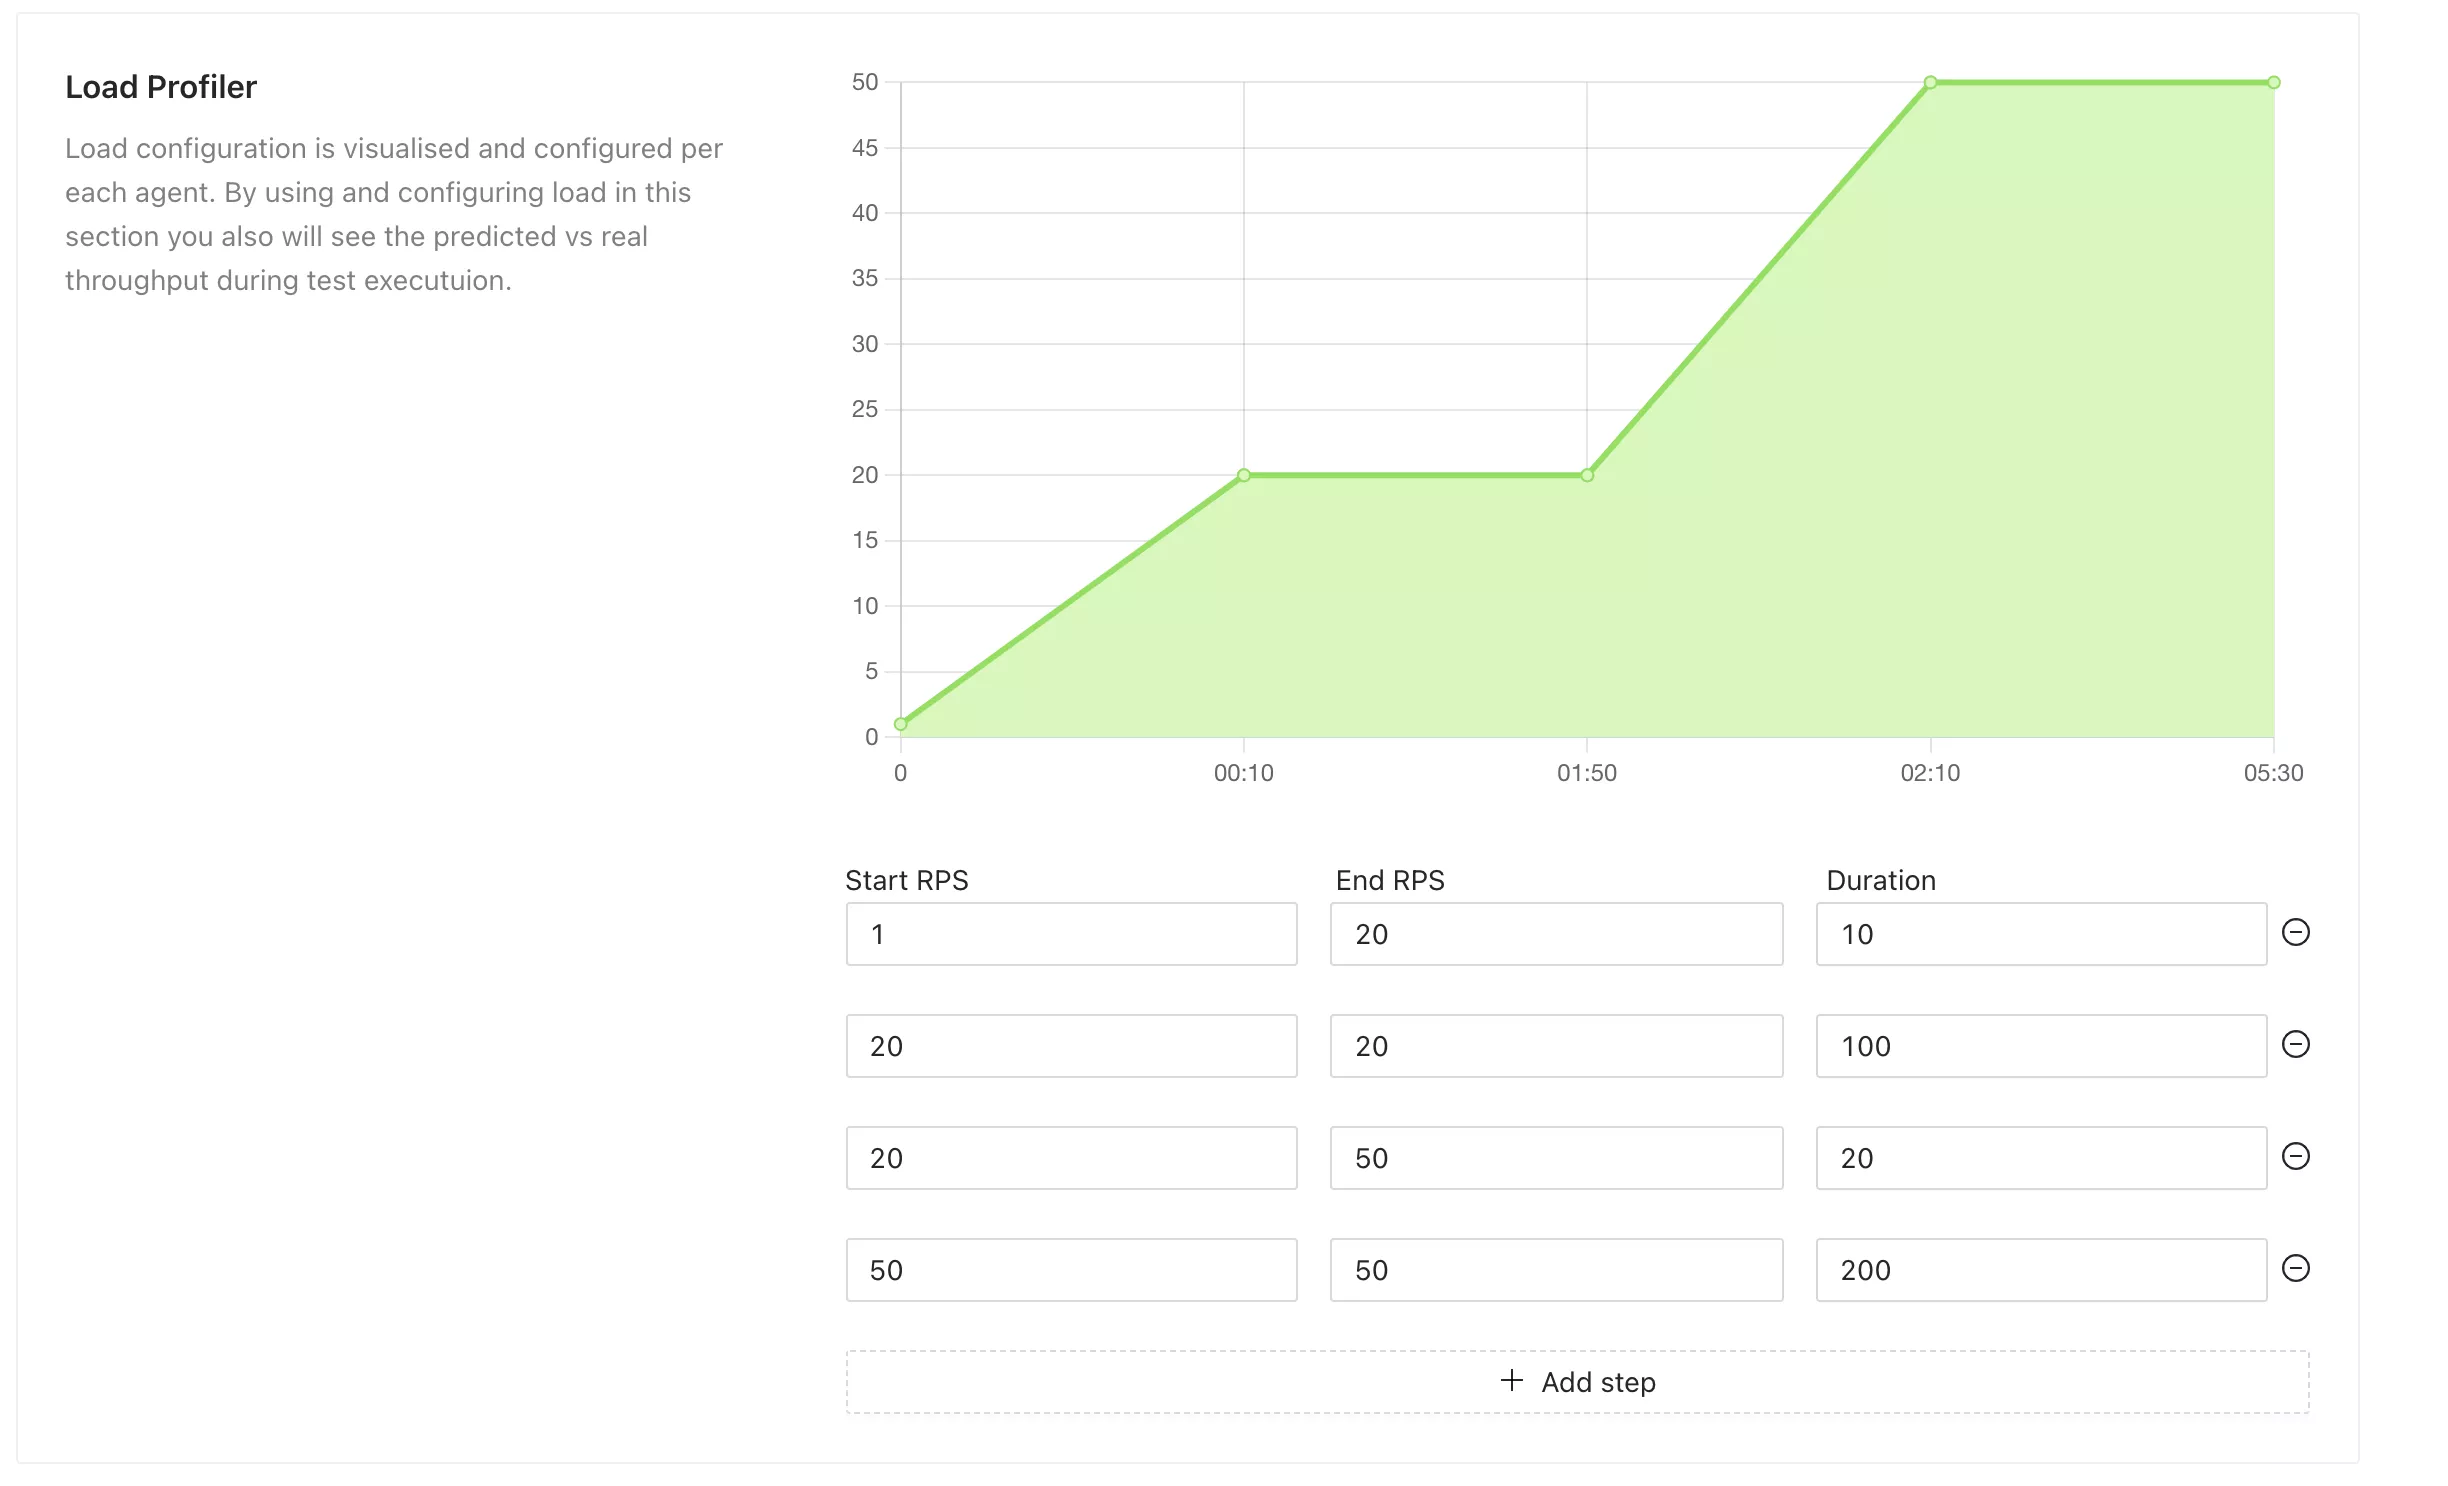 Load Profiler
Load configuration is visualised and configured per
each agent. By using and configuring load in this
section you also will see the predicted vs real
throughput during test executuion.
50
45
40
35
30
25
20
15
10
5
0
0 00:10 01:50 02:10 05:30
Start RPS End RPS Duration
1 20 10
20 20 100
20 50 20
50 50 200
+ Add step